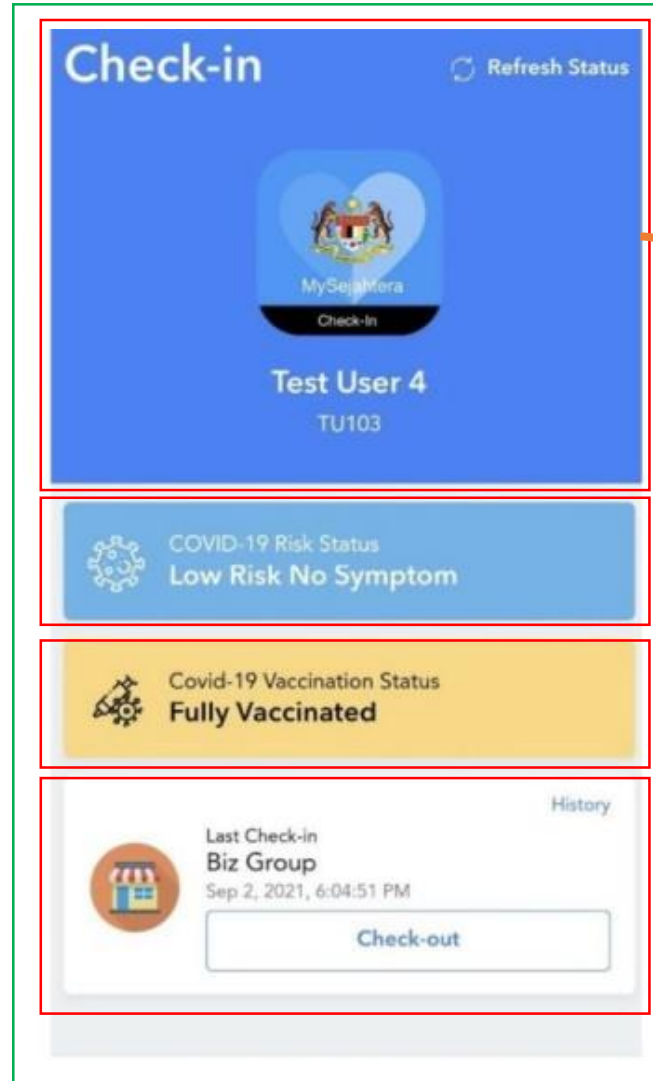 Check-in
Refresh Status
MySejahtera
Check-In
Test User 4
TU103
COVID-19 Risk Status
Low Risk No Symptom
Covid-19 Vaccination Status
Fully Vaccinated
History
Last Check-in
Biz Group
Sep 2, 2021, 6:04:51 PM
Check-out